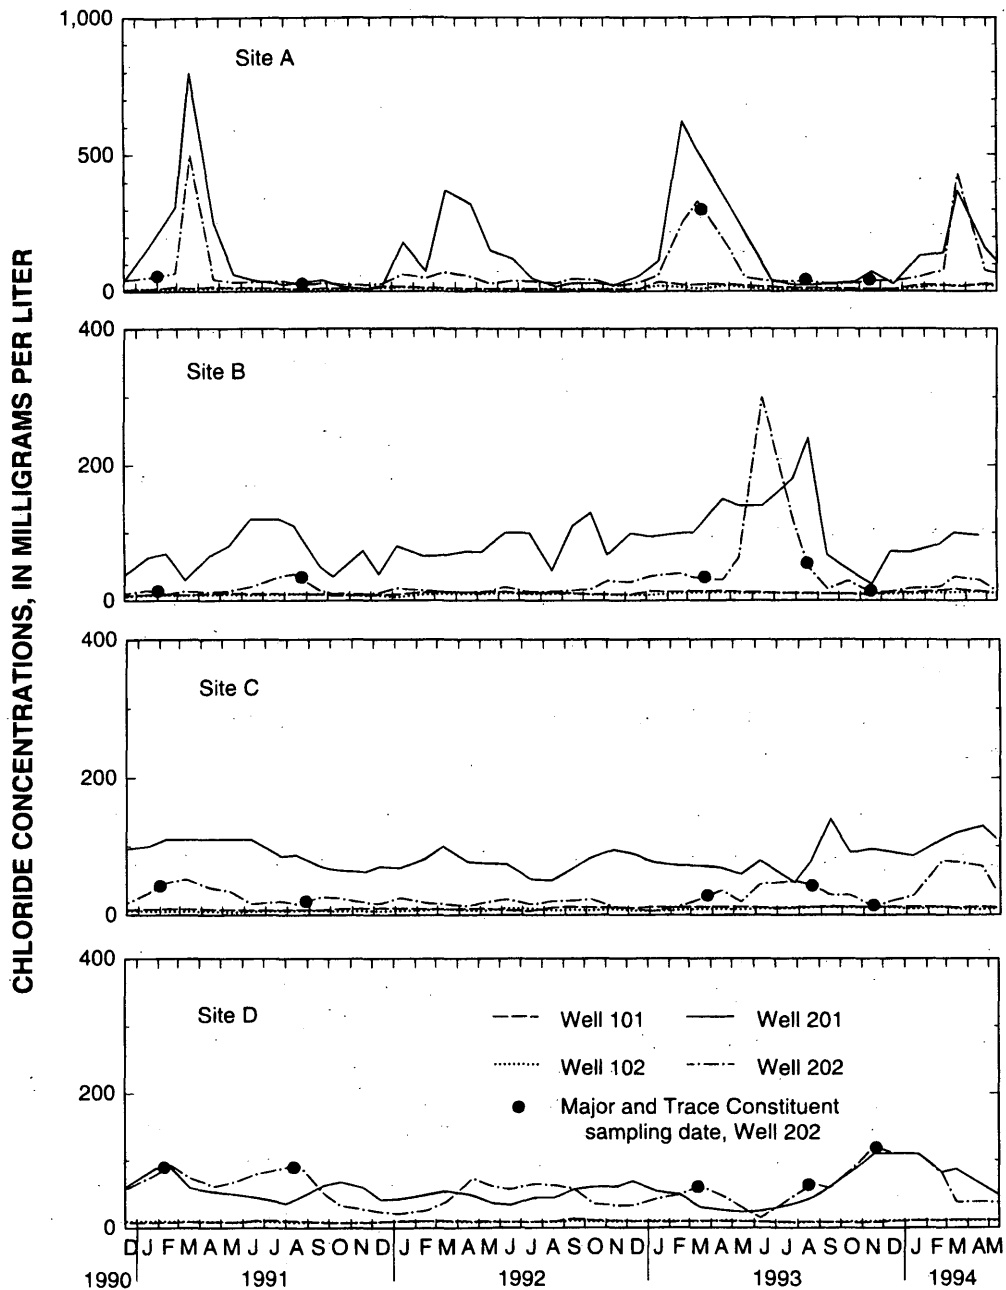 CHLORIDE CONCENTRATIONS, IN MILLIGRAMS PER LITER
1,000
Site A
500
0
400
Site B
200
0
400
Site C
200
0
400
Site D
Well 101
Well 201
Well 102
Well 202
Major and Trace Constituent
sampling date, Well 202
200
0
D J F M A M J J A S O N D J F M A M J J A S O N D J F M A M J J A S O N D J F M A M
1990 1991 1992 1993 1994